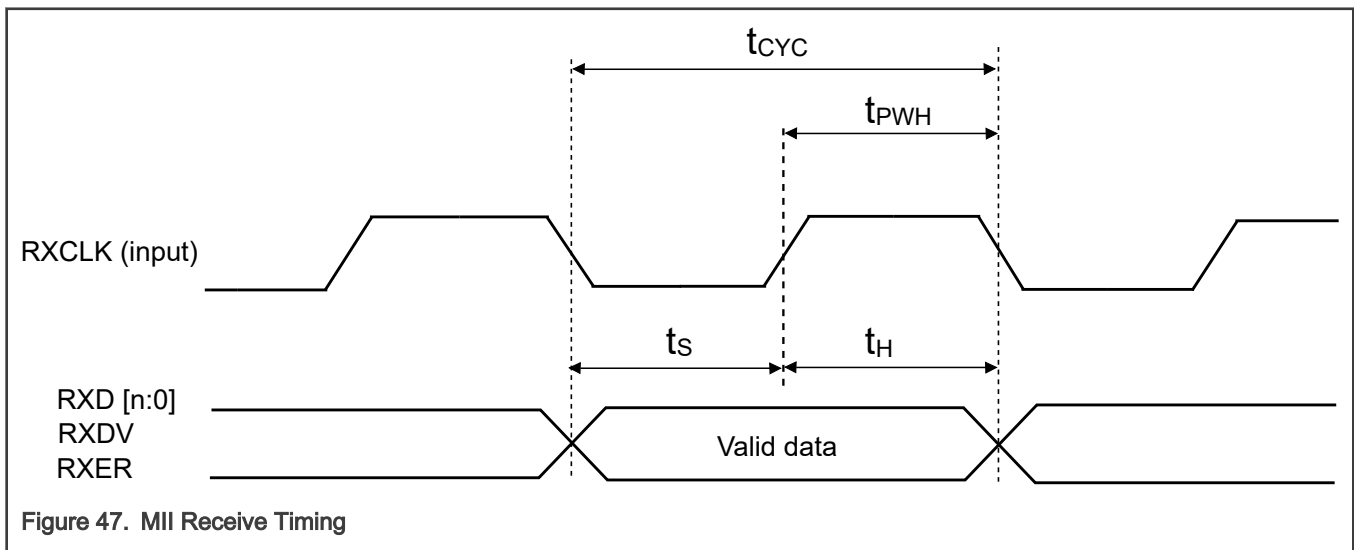 tCYC
tPWH
RXCLK (input)
tS
tH
RXD [n:0]
RXDV
Valid data
RXER
Figure 47. MII Receive Timing